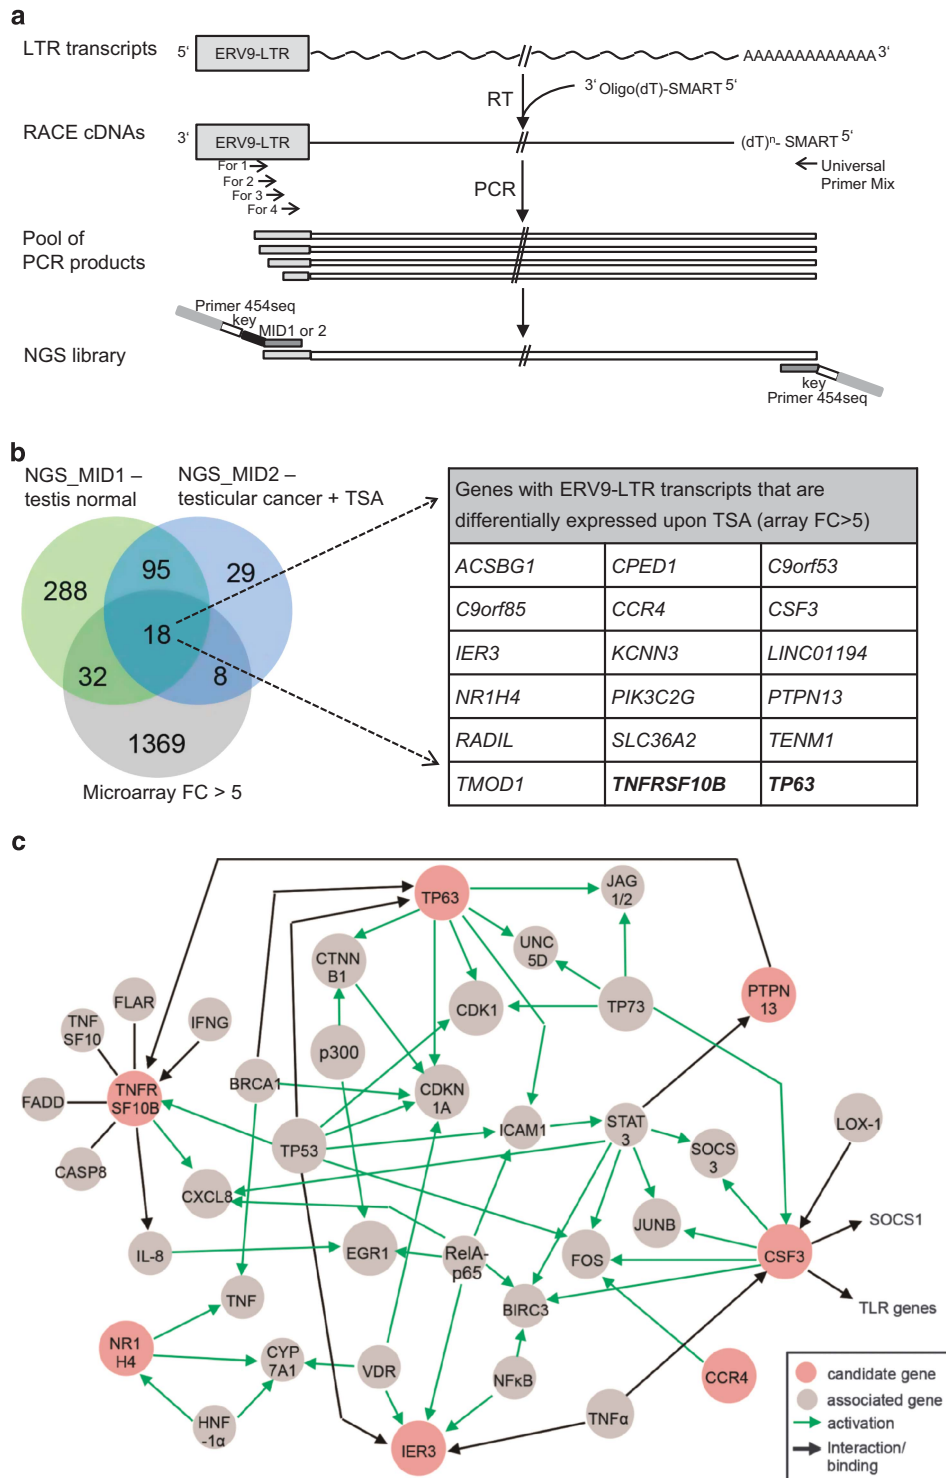 a
LTR transcripts
5‘
ERV9-LTR
AAAAAAAAAAAAA3‘
RT
3‘Oligo(dT)-SMART5‘
RACE cDNAs
3‘
ERV9-LTR
(dT)n- SMART5‘
For 1
For 2
For 3
For 4
PCR
Universal
Primer Mix
Pool of
PCR products
Primer 454seq
key
MID1 or 2
NGS library
key
Primer 454seq
b
NGS_MID1 –
testis normal
NGS_MID2 –
testicular cancer + TSA
288
95
29
18
32
8
1369
Microarray FC > 5
Genes with ERV9-LTR transcripts that are
differentially expressed upon TSA (array FC>5)
ACSBG1 CPED1 C9orf53
C9orf85 CCR4 CSF3
IER3 KCNN3 LINC01194
NR1H4 PIK3C2G PTPN13
RADIL SLC36A2 TENM1
TMOD1 TNFRSF10B TP63
c
TP63
JAG
1/2
CTNN
B1
UNC
5D
PTPN
13
FLAR
TNF
SF10
IFNG
CDK1
TP73
p300
BRCA1
TNFR
SF10B
FADD
CDKN
1A
ICAM1
STAT
3
LOX-1
TP53
SOCS
3
CASP8
CXCL8
JUNB
SOCS1
IL-8
EGR1
RelA-
p65
FOS
CSF3
TNF
BIRC3
TLR genes
NR1
H4
CYP
7A1
VDR
NFκB
CCR4
HNF
-1α
TNFα
IER3
candidate gene
associated gene
activation
Interaction/
binding